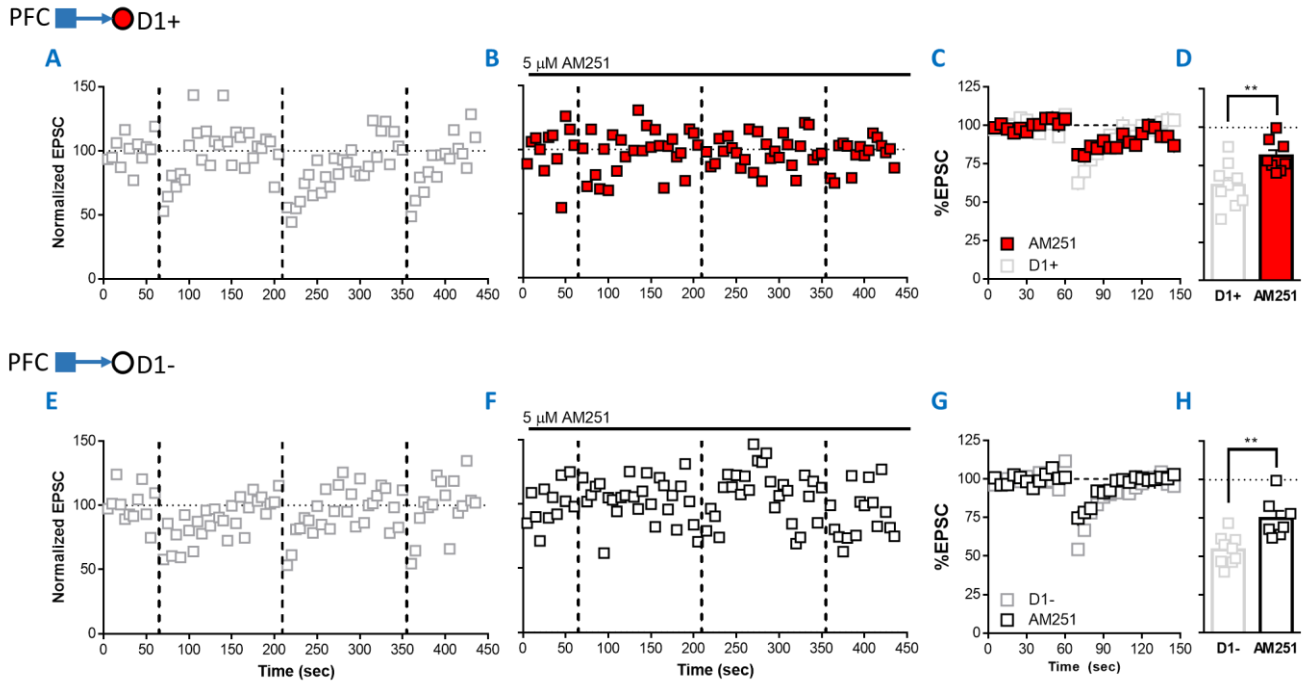 PFC D1+
A B C D
5 μM AM251
Normalized EPSC
150
100
50
0
0 50 100 150 200 250 300 350 400 450
0 50 100 150 200 250 300 350 400 450
%EPSC
125
100
75
50
25
0
AM251
D1+
0 30 60 90 120 150
**
D1+ AM251
PFC D1-
E F G H
5 μM AM251
Normalized EPSC
150
100
50
0
0 50 100 150 200 250 300 350 400 450
Time (sec)
0 50 100 150 200 250 300 350 400 450
Time (sec)
%EPSC
125
100
75
50
25
0
D1-
AM251
0 30 60 90 120 150
Time (sec)
**
D1- AM251